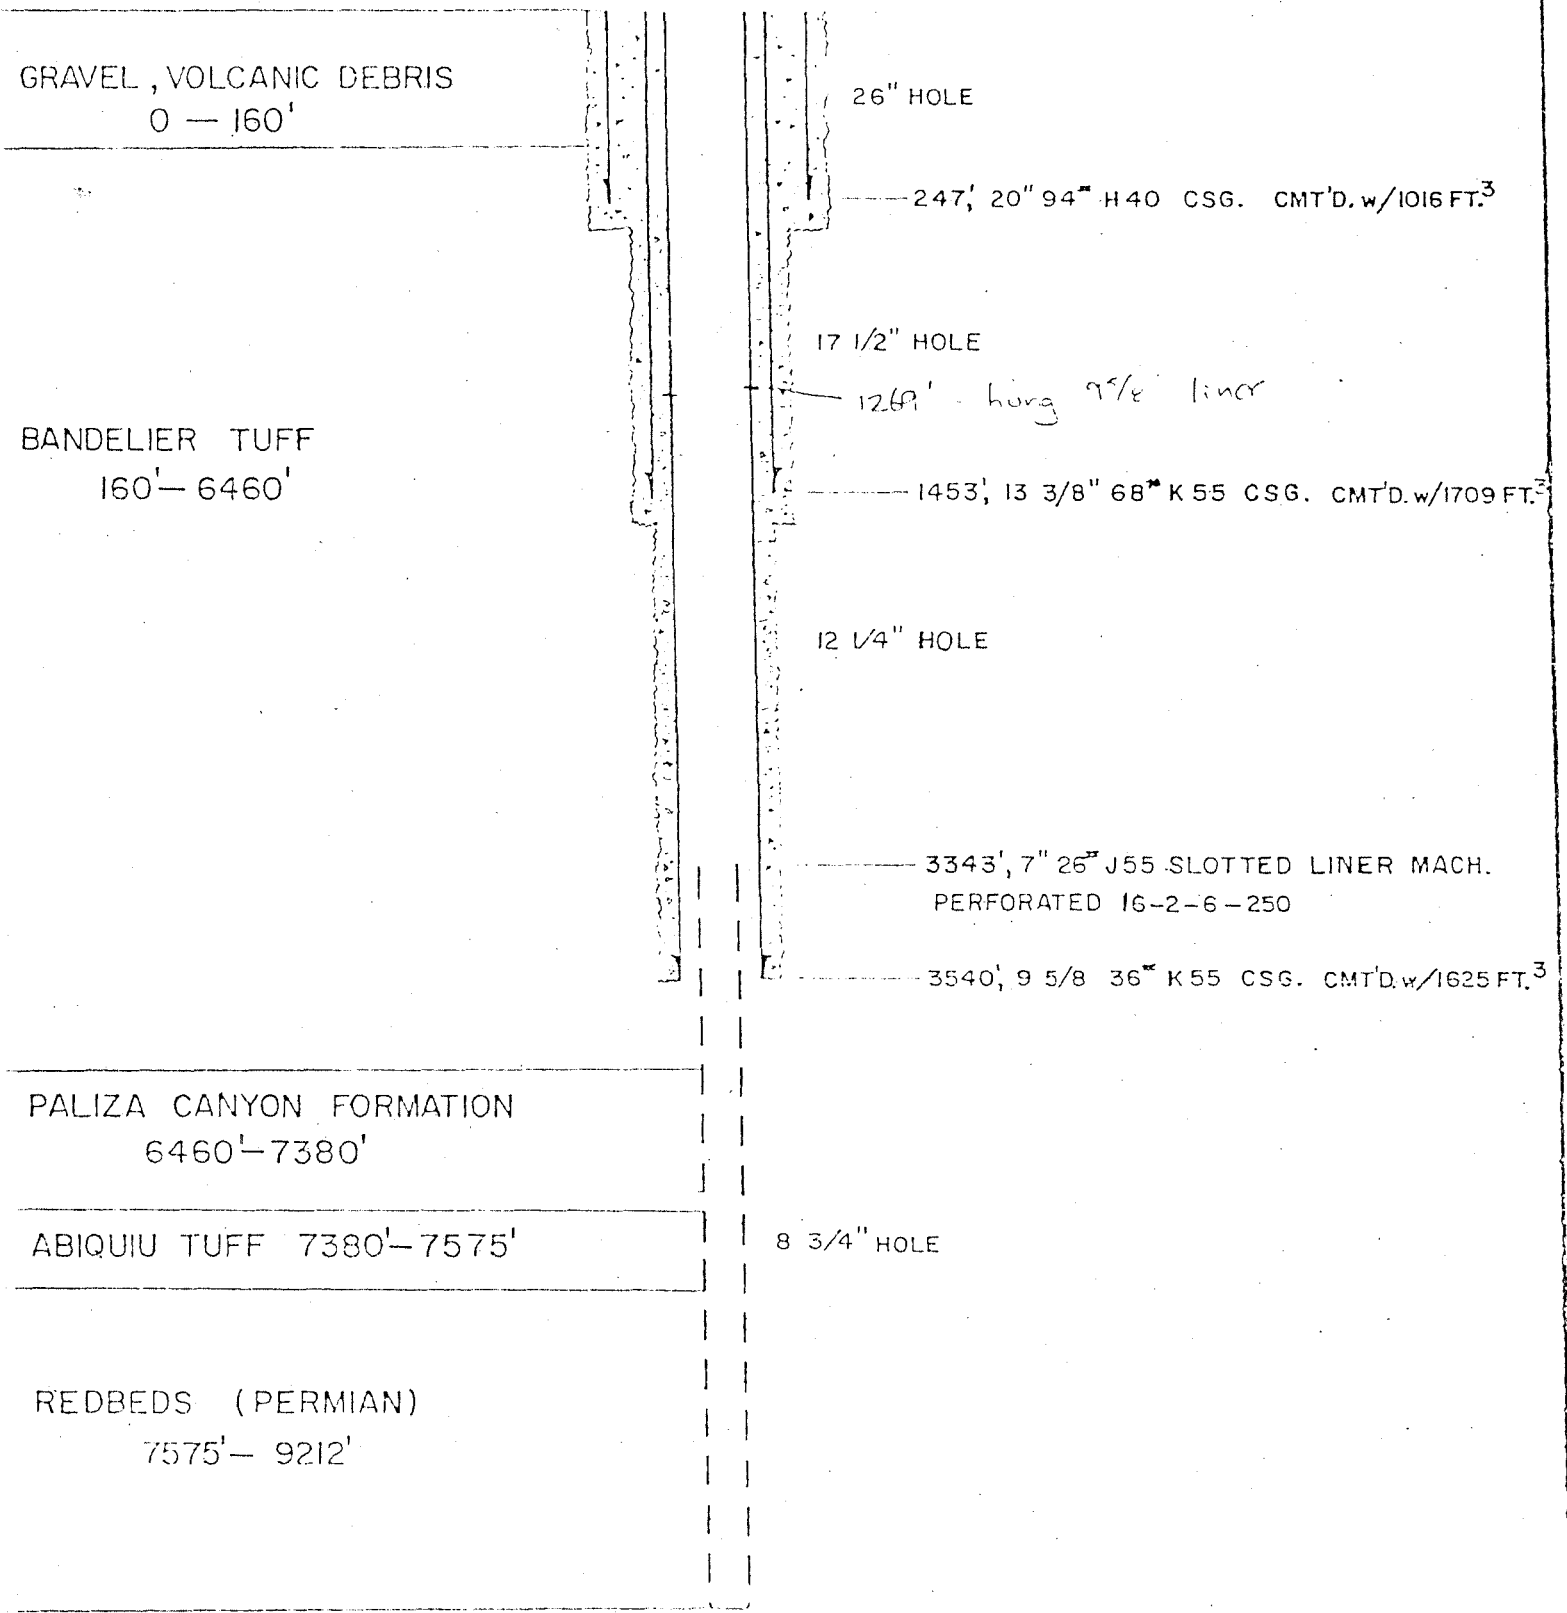 GRAVEL, VOLCANIC DEBRIS
0 — 160'
26" HOLE
247', 20" 94# H 40 CSG. CMT'D. w/1016 FT.³
17 1/2" HOLE
hung 9 5/8 liner
BANDELIER TUFF
160'— 6460'
1453', 13 3/8" 68# K 55 CSG. CMT'D. w/1709 FT.³
12 1/4" HOLE
3343', 7" 26# J55 SLOTTED LINER MACH.
PERFORATED 16-2-6-250
3540', 9 5/8 36# K 55 CSG. CMT'D. w/1625 FT.³
PALIZA CANYON FORMATION
6460'—7380'
ABIQUIU TUFF 7380'—7575'
8 3/4" HOLE
REDBEDS (PERMIAN)
7575'— 9212'